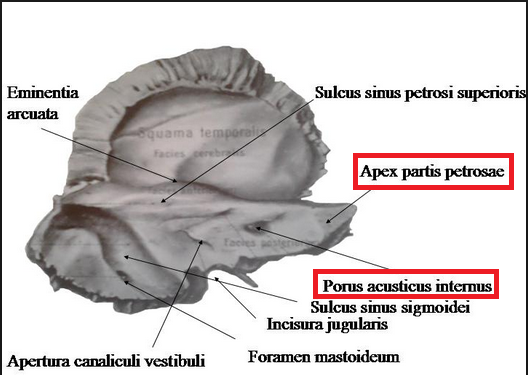 Eminentia
arcuata
Sulcus sinus petrosi superioris
Squama temporalis
Facies cerebralis
Apex partis petrosae
Facies posterior
Porus acusticus internus
Sulcus sinus sigmoidei
Incisura jugularis
Foramen mastoideum
Apertura canaliculi vestibuli